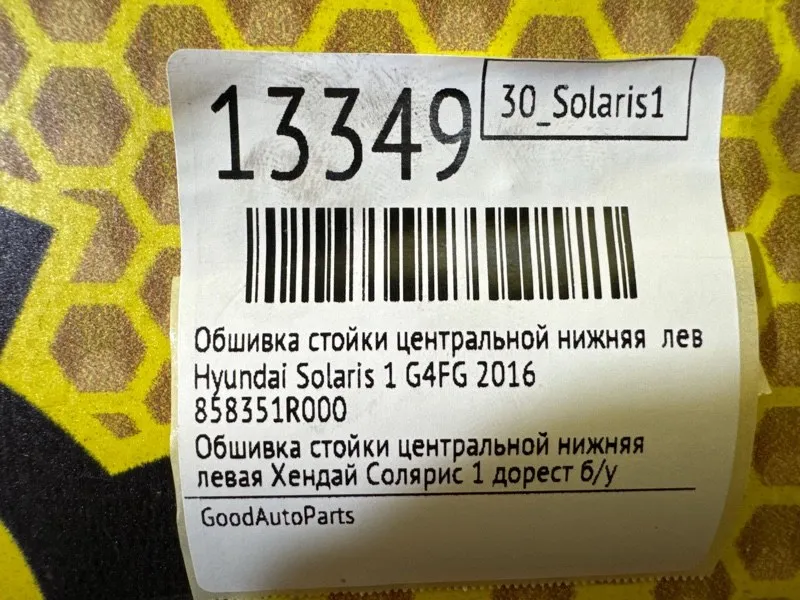 13349
30_Solaris1
Обшивка стойки центральной нижняя лев
Hyundai Solaris 1 G4FG 2016
858351R000
Обшивка стойки центральной нижняя
левая Хендай Солярис 1 дорест б/у
GoodAutoParts